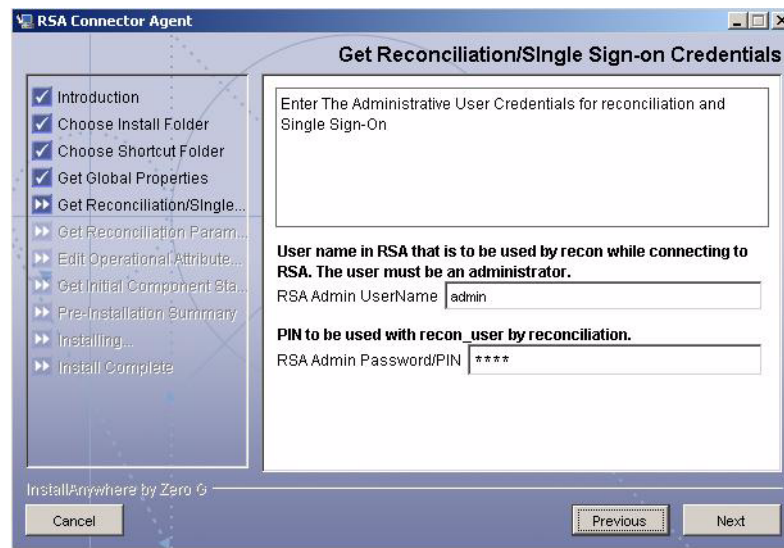 RSA Connector Agent
Get Reconciliation/SIngle Sign-on Credentials
Introduction
Choose Install Folder
Choose Shortcut Folder
Get Global Properties
Get Reconciliation/SIngle...
Get Reconciliation Param...
Edit Operational Attribute...
Get Initial Component Sta...
Pre-Installation Summary
Installing...
Install Complete
Enter The Administrative User Credentials for reconciliation and
Single Sign-On
User name in RSA that is to be used by recon while connecting to
RSA. The user must be an administrator.
RSA Admin UserName admin
PIN to be used with recon_user by reconciliation.
RSA Admin Password/PIN ****
InstallAnywhere by Zero G
Cancel
Previous
Next